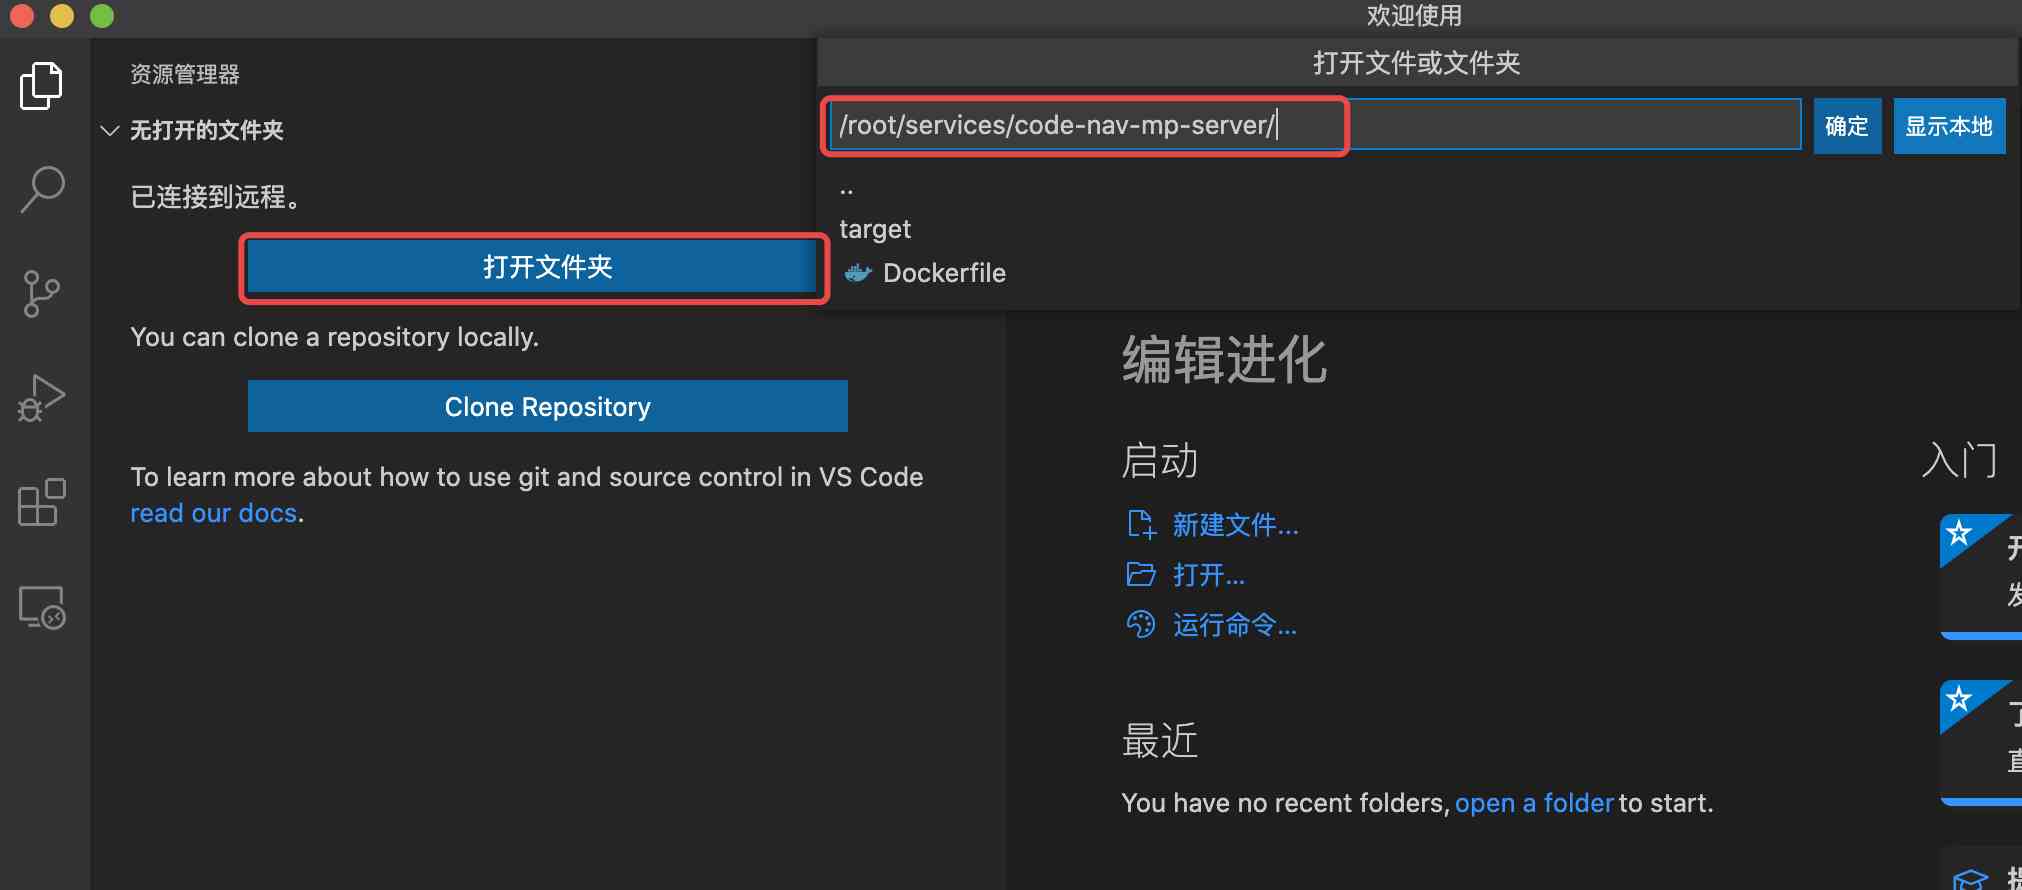 欢迎使用
资源管理器
打开文件或文件夹
/root/services/code-nav-mp-server/
确定
显示本地
无打开的文件夹
..
已连接到远程。
target
打开文件夹
Dockerfile
You can clone a repository locally.
Clone Repository
To learn more about how to use git and source control in VS Code
read our docs.
编辑进化
启动
入门
新建文件...
打开...
运行命令...
最近
You have no recent folders, open a folder to start.